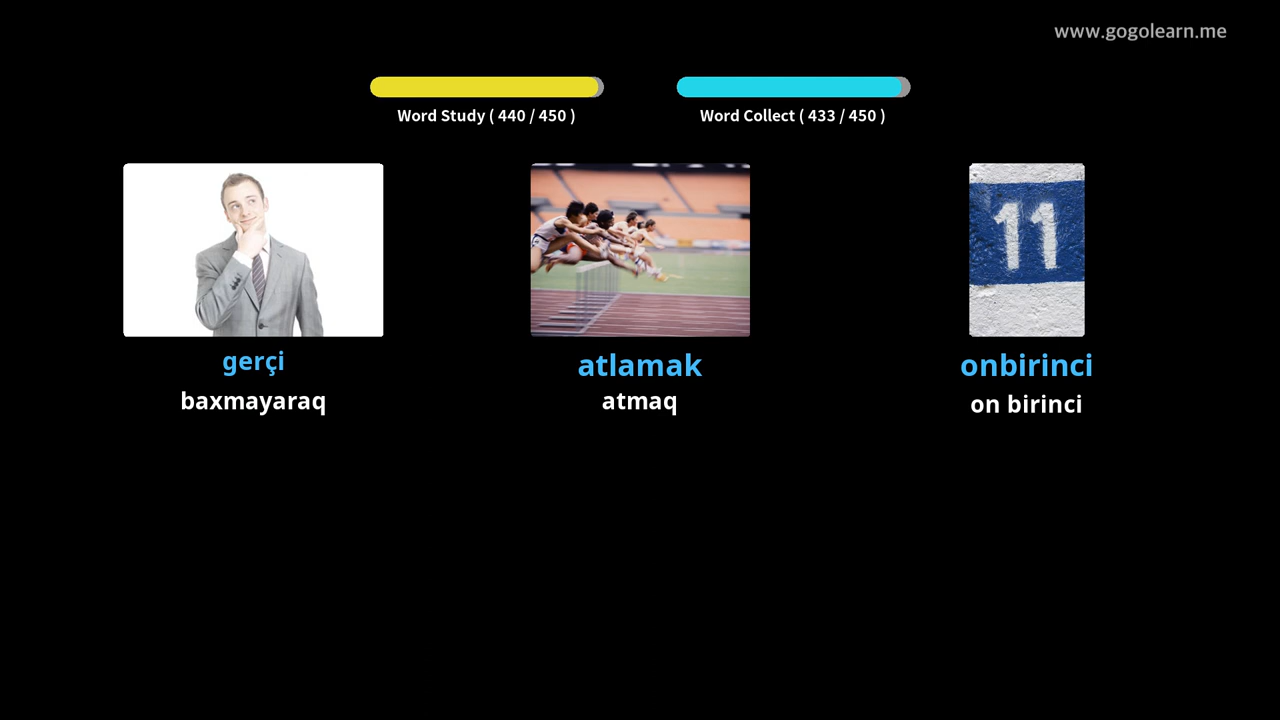 www.gogolearn.me
Word Study ( 440 / 450 )
Word Collect ( 433 / 450 )
11
gerçi
baxmayaraq
atlamak
atmaq
onbirinci
on birinci